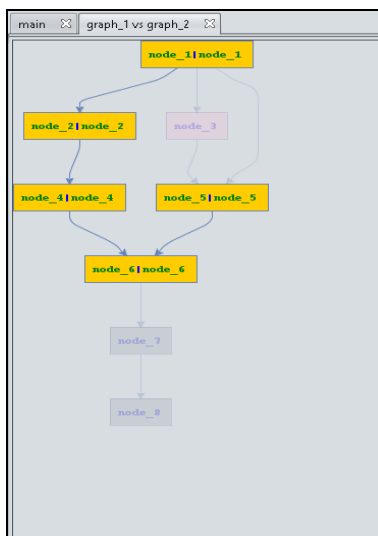 main graph_1 vs graph_2
node_1|node_1
node_2|node_2 node_3
node_4|node_4 node_5|node_5
node_6|node_6
node_7
node_8